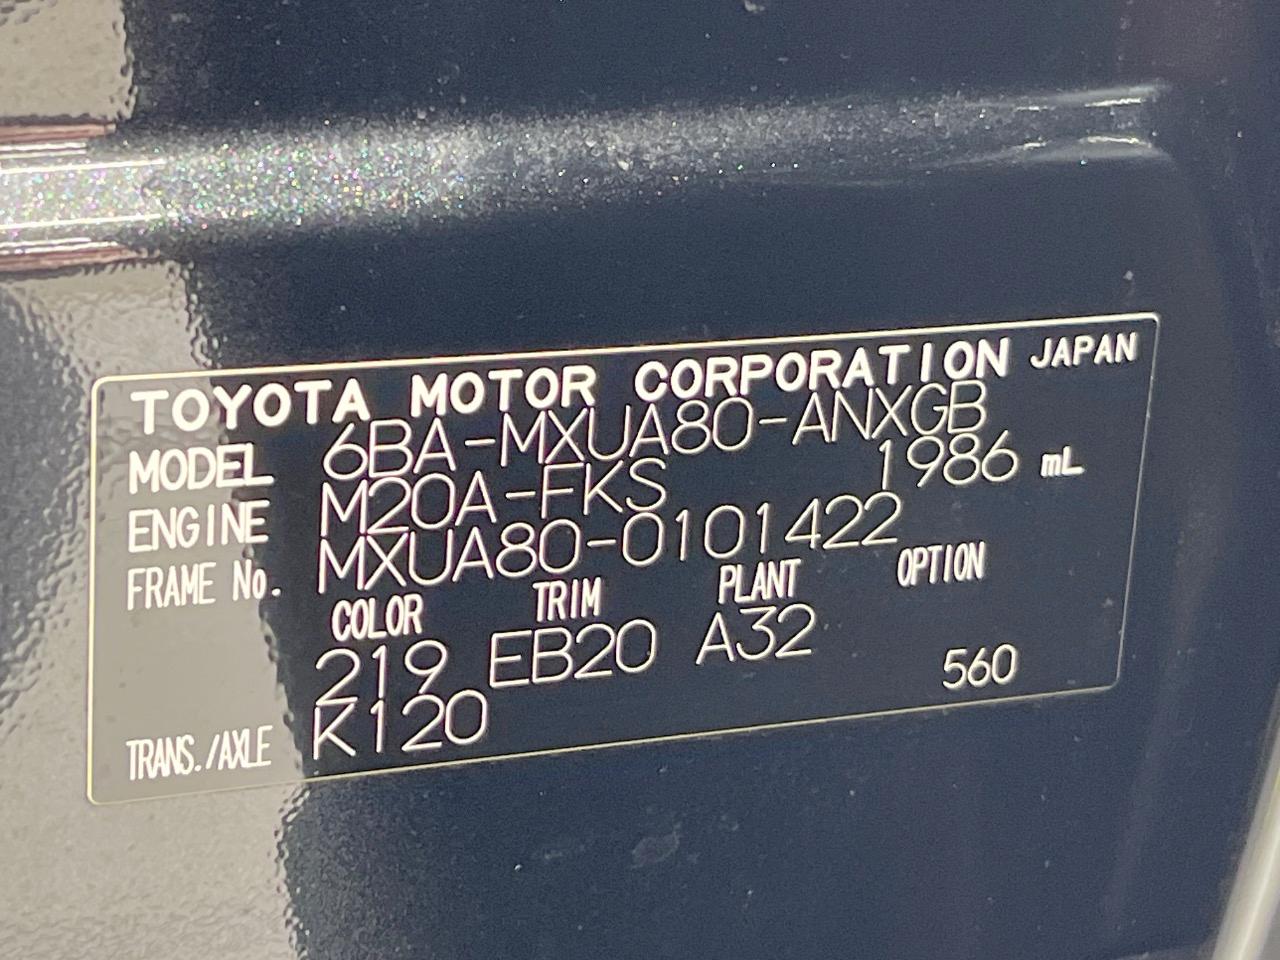 TOYOTA MOTOR CORPORATION JAPAN
MODEL 6BA-MXUA80-ANXGB
ENGINE M20A-FKS 1986 mL
FRAME No. MXUA80-0101422
COLOR TRIM PLANT OPTION
219 EB20 A32
TRANS./AXLE K120 560